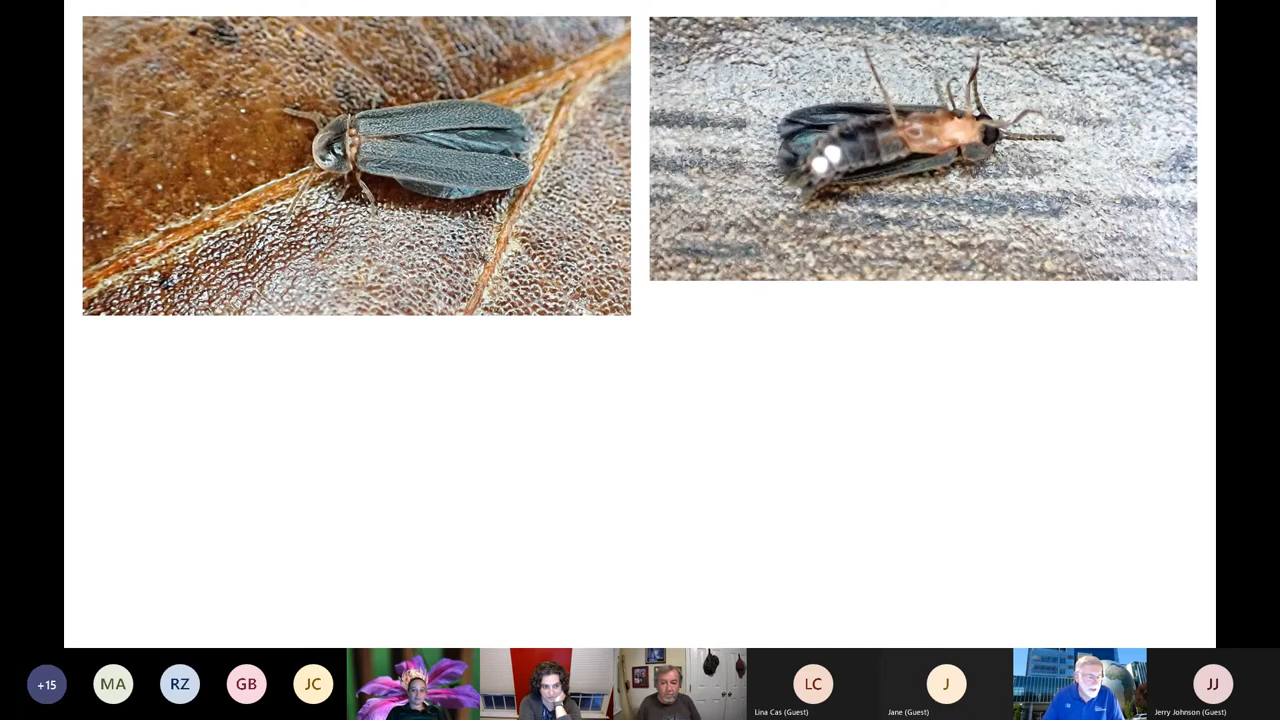 +15
MA
RZ
GB
JC
LC
Lina Cas (Guest)
J
Jane (Guest)
JJ
Jerry Johnson (Guest)